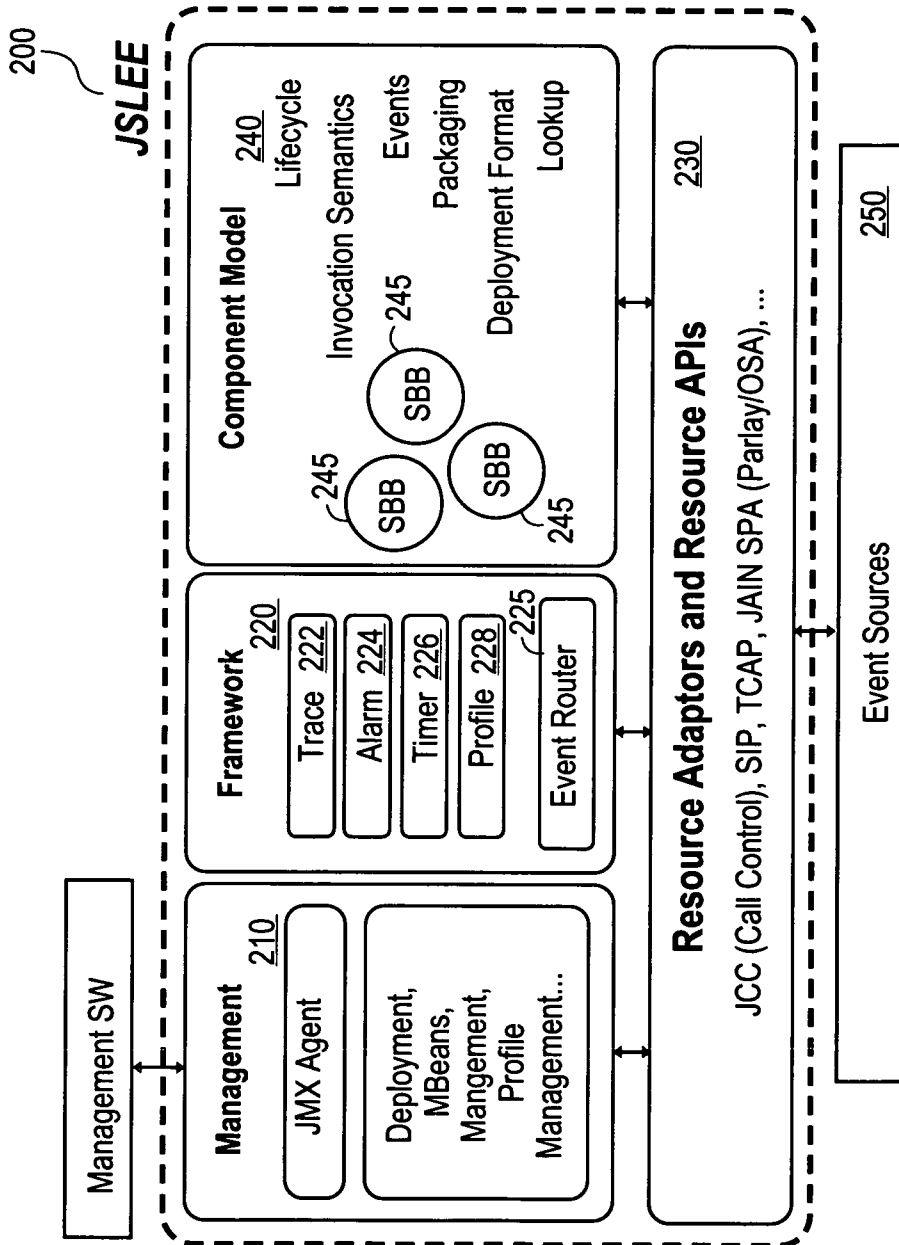 200
JSLEE
Management SW
Management
210
JMX Agent
Deployment,
MBeans,
Mangement,
Profile
Management...
Framework
220
Trace 222
Alarm 224
Timer 226
Profile 228
225
Event Router
Component Model
240
Lifecycle
Invocation Semantics
Events
Packaging
Deployment Format
Lookup
245
SBB
245
SBB
SBB
245
Resource Adaptors and Resource APIs
230
JCC (Call Control), SIP, TCAP, JAIN SPA (Parlay/OSA), ...
Event Sources
250